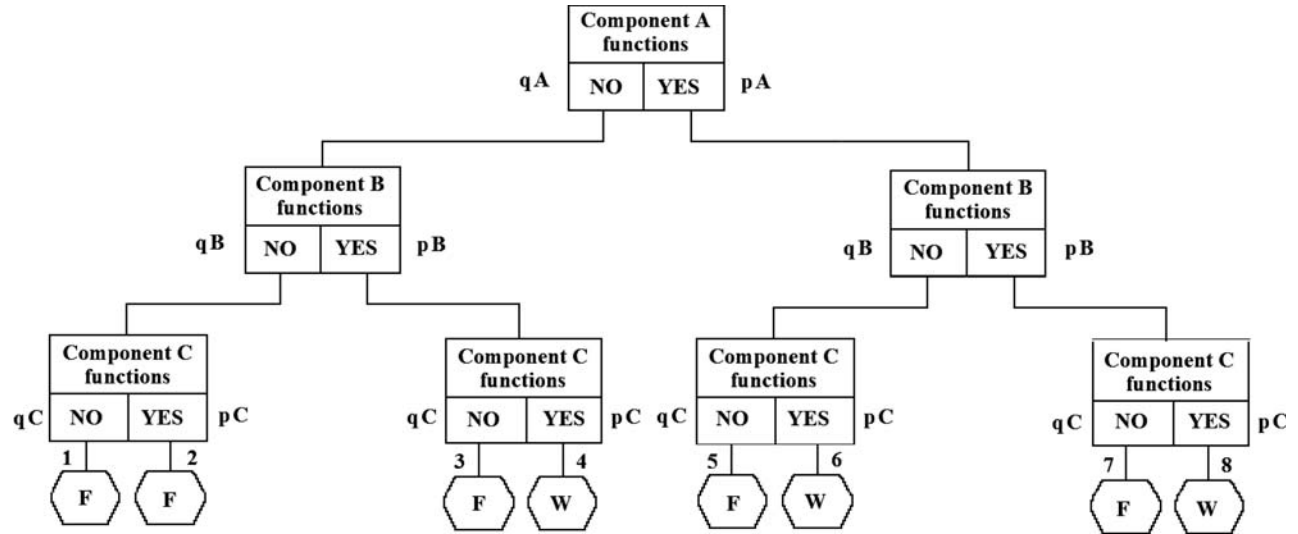 Component A
functions
qA NO YES pA
Component B
functions
qB NO YES pB
Component B
functions
qB NO YES pB
Component C
functions
qC NO YES pC
1 2
F F
Component C
functions
qC NO YES pC
3 4
F W
Component C
functions
qC NO YES pC
5 6
F W
Component C
functions
qC NO YES pC
7 8
F W